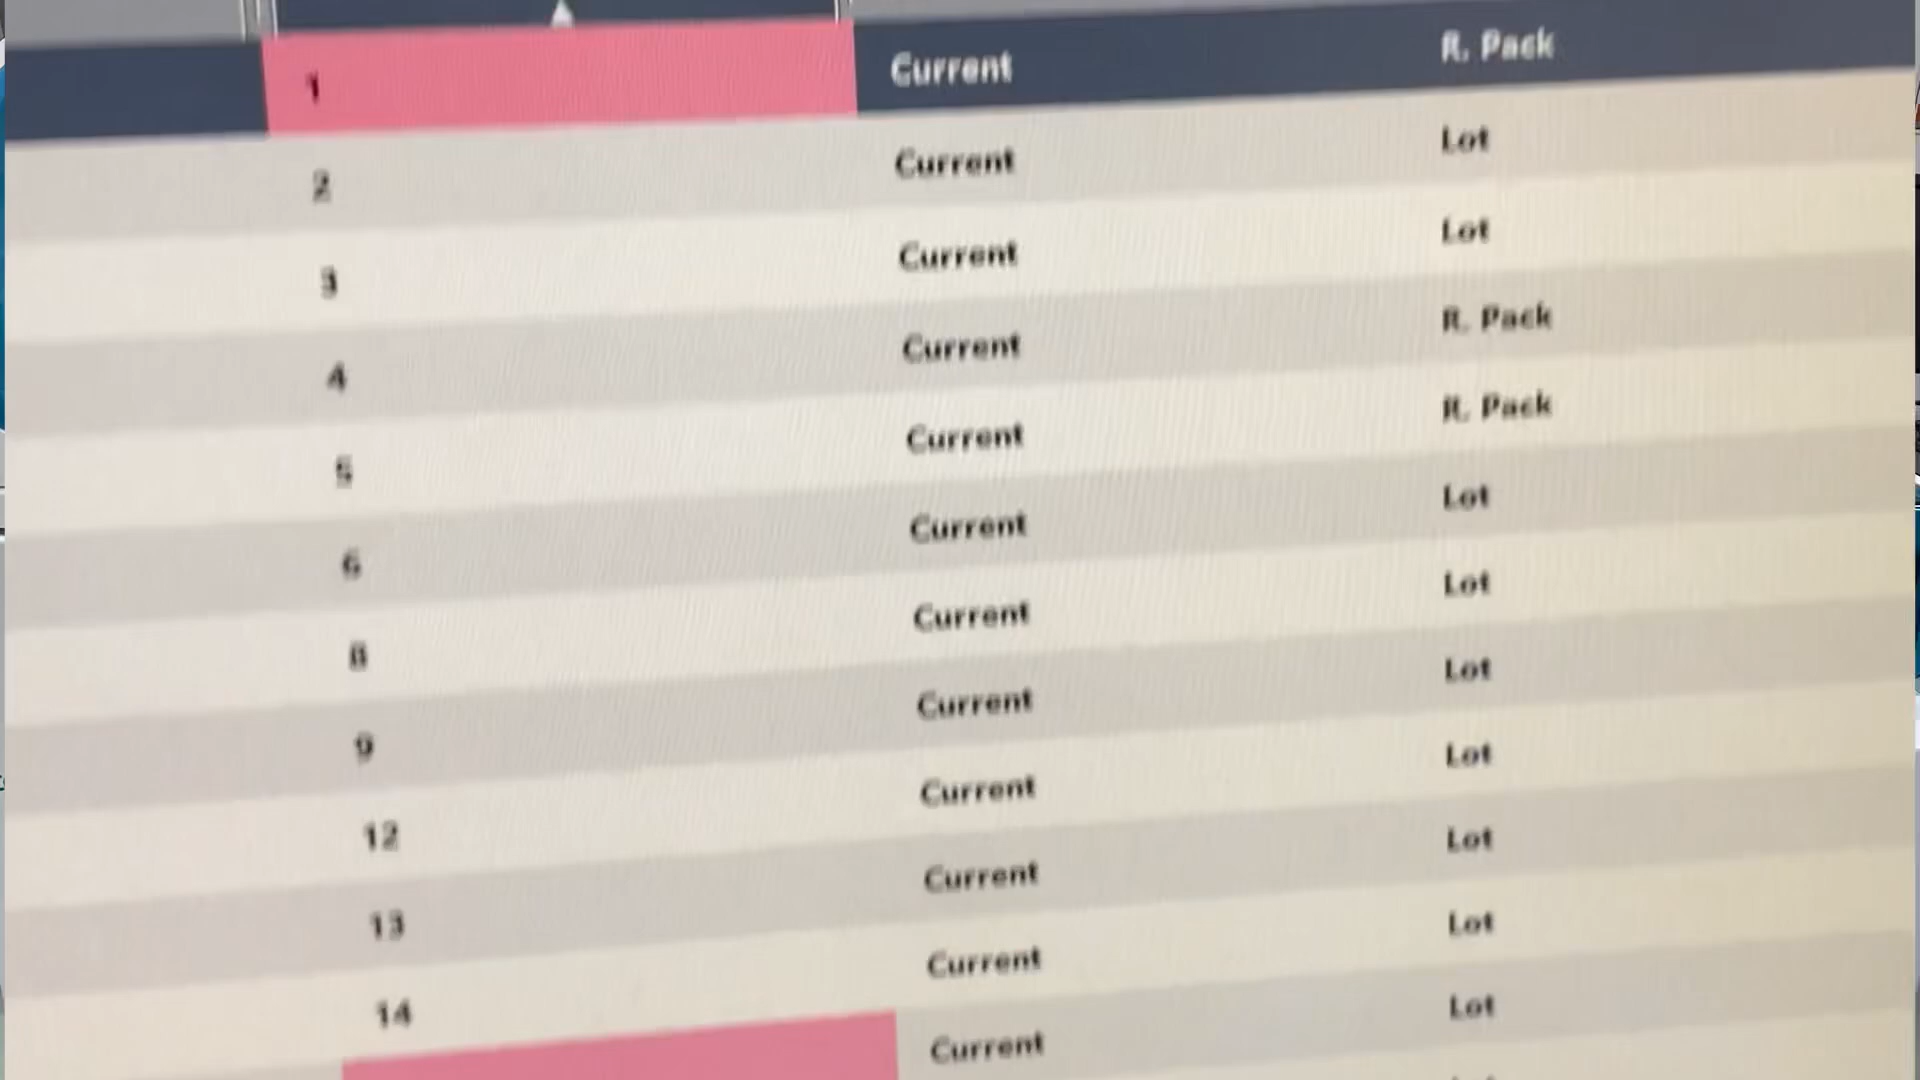 1 Current R. Pack
2 Current Lot
3 Current Lot
4 Current R. Pack
5 Current R. Pack
6 Current Lot
8 Current Lot
9 Current Lot
12 Current Lot
13 Current Lot
14 Current Lot
Current Lot